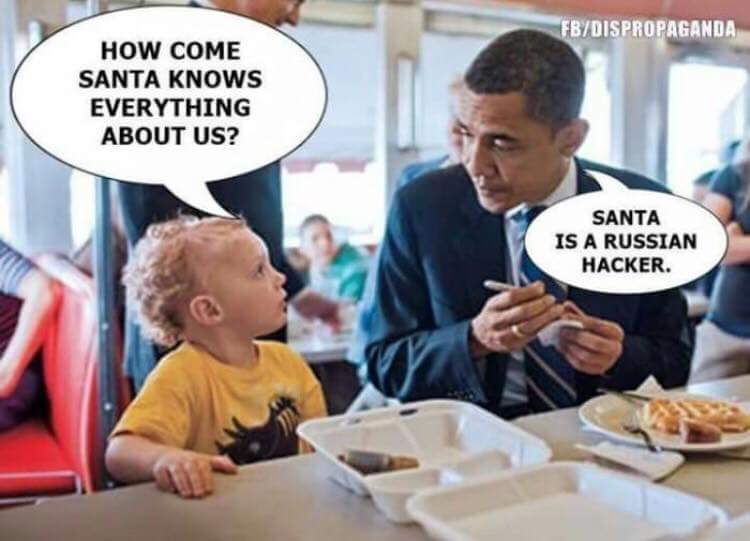 FB/DISPROPAGANDA
HOW COME
SANTA KNOWS
EVERYTHING
ABOUT US?
SANTA
IS A RUSSIAN
HACKER.